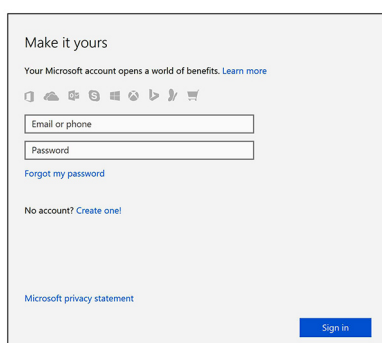 Make it yours
Your Microsoft account opens a world of benefits. Learn more
Email or phone
Password
Forgot my password
No account? Create one!
Microsoft privacy statement
Sign in